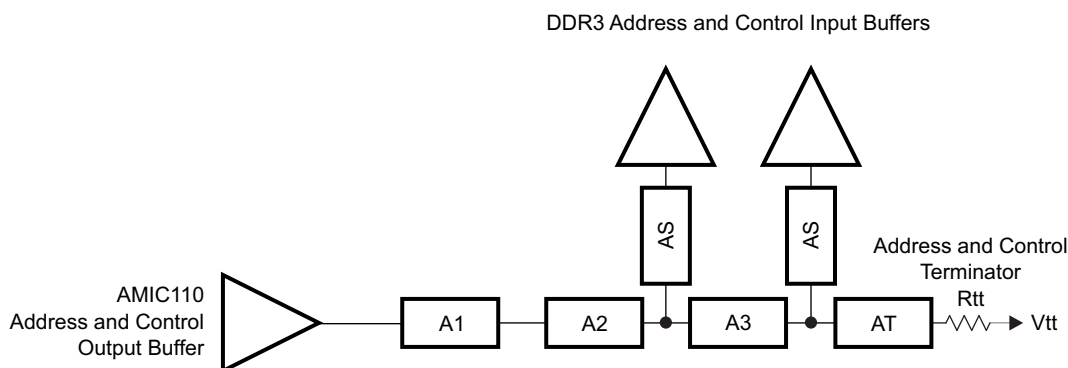 DDR3 Address and Control Input Buffers
AS
AS
Address and Control
Terminator
Rtt
AMIC110
Address and Control
Output Buffer
A1
A2
A3
AT
Vtt